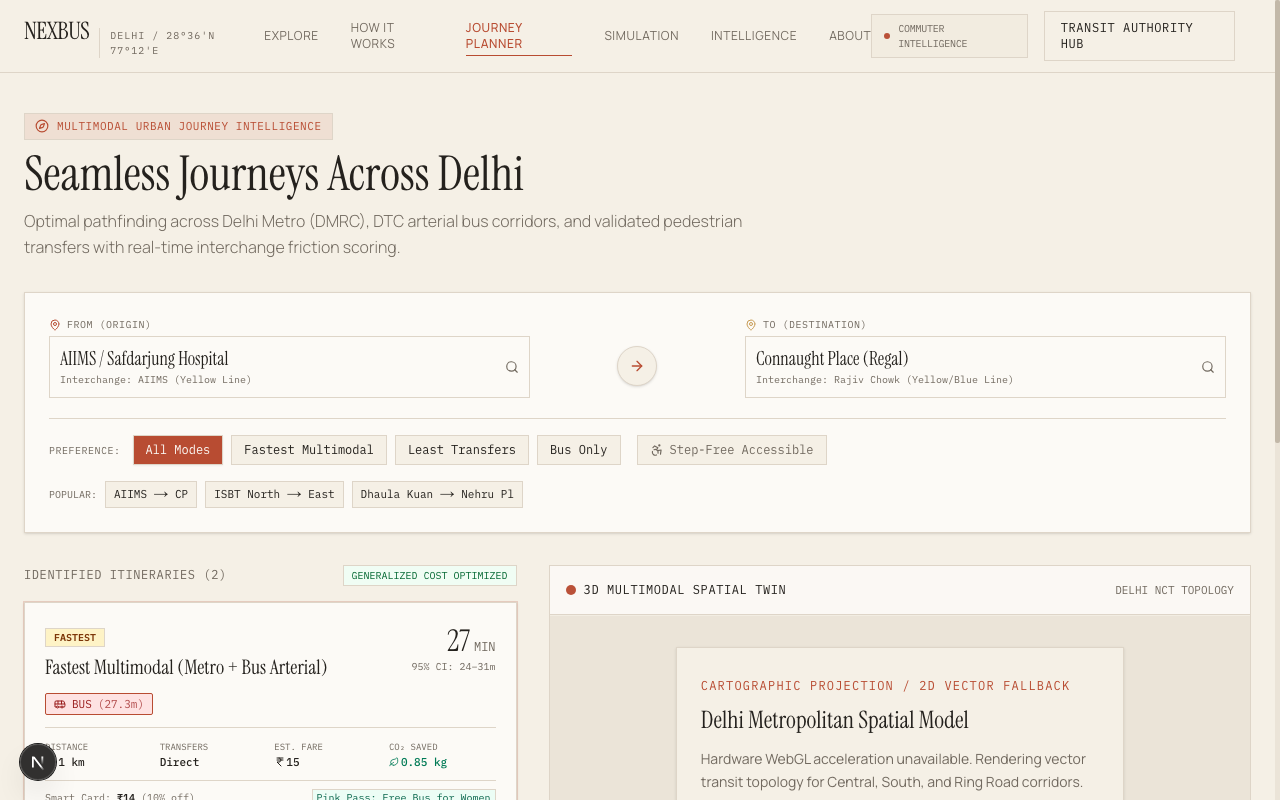 NEXBUS
DELHI / 28°36'N
77°12'E
EXPLORE
HOW IT
WORKS
JOURNEY
PLANNER
SIMULATION
INTELLIGENCE
ABOUT
COMMUTER
INTELLIGENCE
TRANSIT AUTHORITY
HUB
MULTIMODAL URBAN JOURNEY INTELLIGENCE
Seamless Journeys Across Delhi
Optimal pathfinding across Delhi Metro (DMRC), DTC arterial bus corridors, and validated pedestrian
transfers with real-time interchange friction scoring.
FROM (ORIGIN)
AIIMS / Safdarjung Hospital
Interchange: AIIMS (Yellow Line)
TO (DESTINATION)
Connaught Place (Regal)
Interchange: Rajiv Chowk (Yellow/Blue Line)
PREFERENCE:
All Modes
Fastest Multimodal
Least Transfers
Bus Only
Step-Free Accessible
POPULAR:
AIIMS → CP
ISBT North → East
Dhaula Kuan → Nehru Pl
IDENTIFIED ITINERARIES (2)
GENERALIZED COST OPTIMIZED
FASTEST
27 MIN
Fastest Multimodal (Metro + Bus Arterial)
95% CI: 24–31m
BUS (27.3m)
TRANSFERS
EST. FARE
CO₂ SAVED
km
Direct
₹15
0.85 kg
Smart Card: ₹14 (10% off)
Pink Pass: Free Bus for Women
3D MULTIMODAL SPATIAL TWIN
DELHI NCT TOPOLOGY
CARTOGRAPHIC PROJECTION / 2D VECTOR FALLBACK
Delhi Metropolitan Spatial Model
Hardware WebGL acceleration unavailable. Rendering vector
transit topology for Central, South, and Ring Road corridors.
N